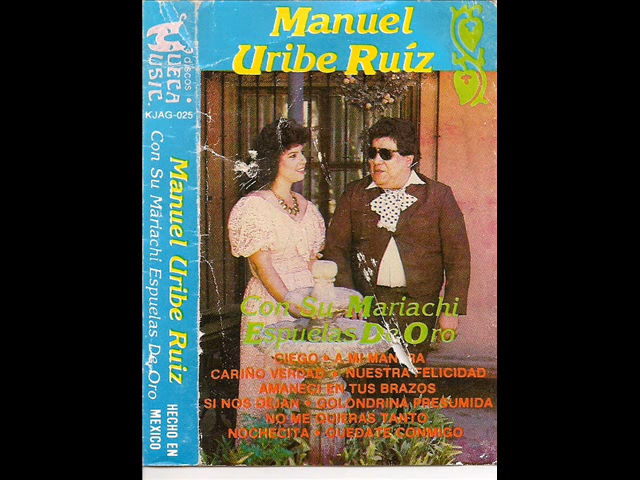 discos
MUECA
MUSIC.
KJAG-025
Manuel Uribe Ruiz
Con Su Mariachi Espuelas De Oro
HECHO EN
MEXICO
Manuel
Uribe Ruíz
Con Su Mariachi
Espuelas De Oro
CIEGO • A MI MANERA
CARIÑO VERDAD • NUESTRA FELICIDAD
AMANECI EN TUS BRAZOS
SI NOS DEJAN • GOLONDRINA PRESUMIDA
NO ME QUIERAS TANTO
NOCHECITA • QUEDATE CONMIGO